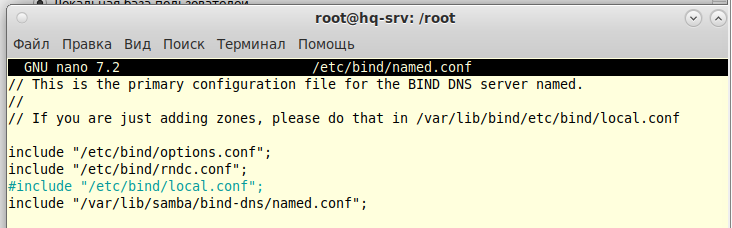 Локальная база пользователей
root@hq-srv: /root
Файл Правка Вид Поиск Терминал Помощь
GNU nano 7.2 /etc/bind/named.conf
// This is the primary configuration file for the BIND DNS server named.
//
// If you are just adding zones, please do that in /var/lib/bind/etc/bind/local.conf
include "/etc/bind/options.conf";
include "/etc/bind/rndc.conf";
#include "/etc/bind/local.conf";
include "/var/lib/samba/bind-dns/named.conf";